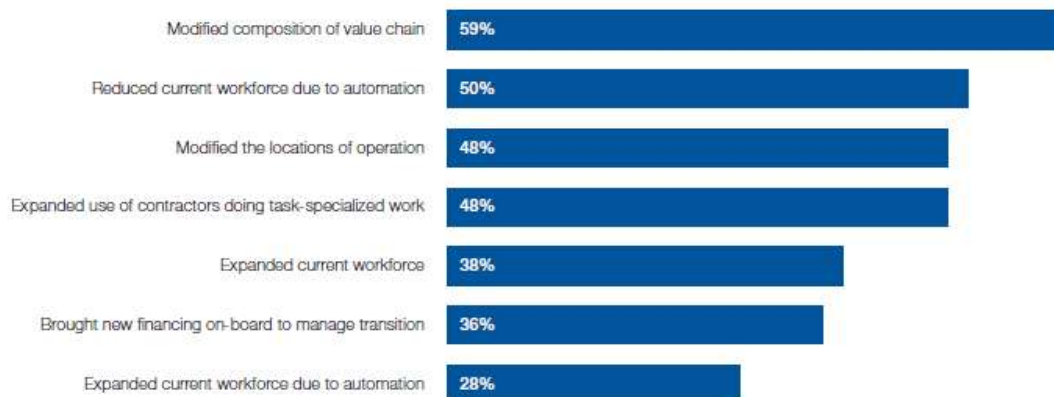 Modified composition of value chain 59%
Reduced current workforce due to automation 50%
Modified the locations of operation 48%
Expanded use of contractors doing task-specialized work 48%
Expanded current workforce 38%
Brought new financing on-board to manage transition 36%
Expanded current workforce due to automation 28%